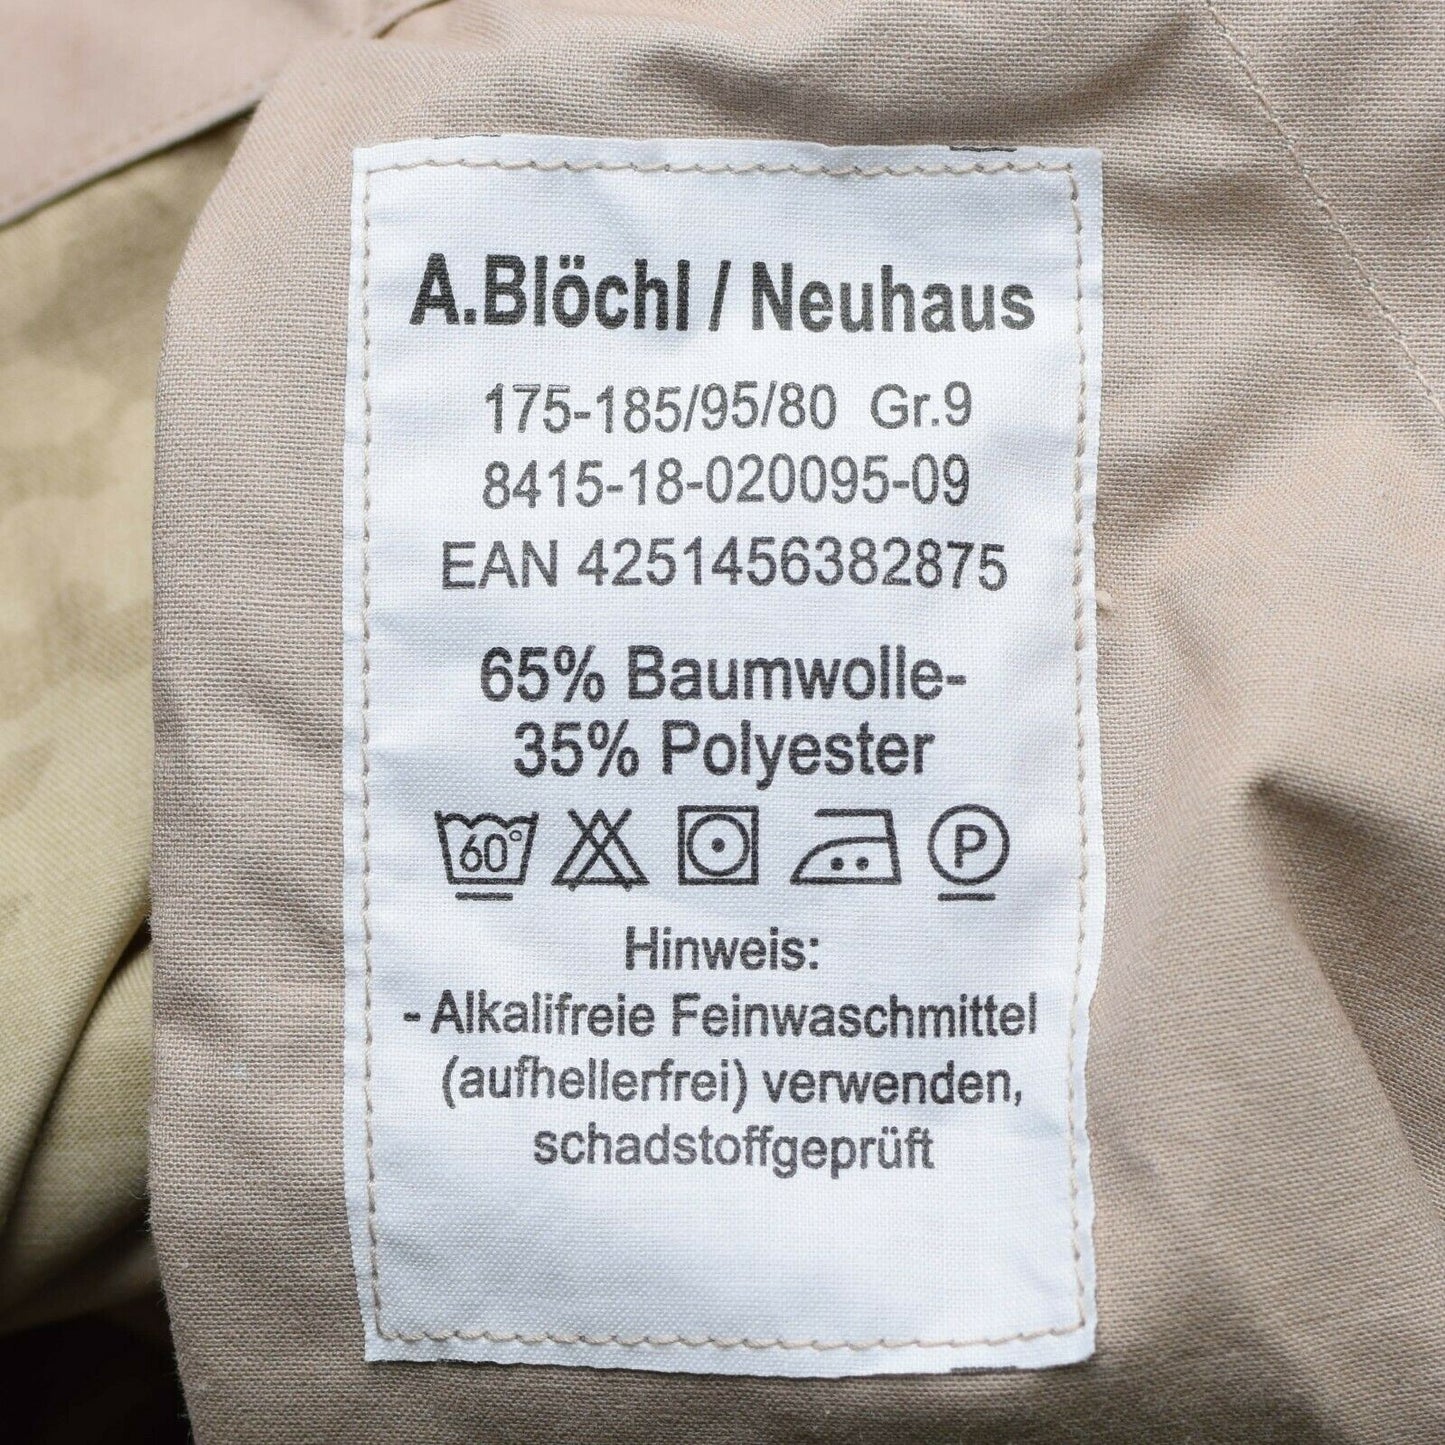 A.Blöchl / Neuhaus
175-185/95/80 Gr.9
8415-18-020095-09
EAN 4251456382875
65% Baumwolle-
35% Polyester
60°
P
Hinweis:
- Alkalifreie Feinwaschmittel
(aufhellerfrei) verwenden,
schadstoffgeprüft